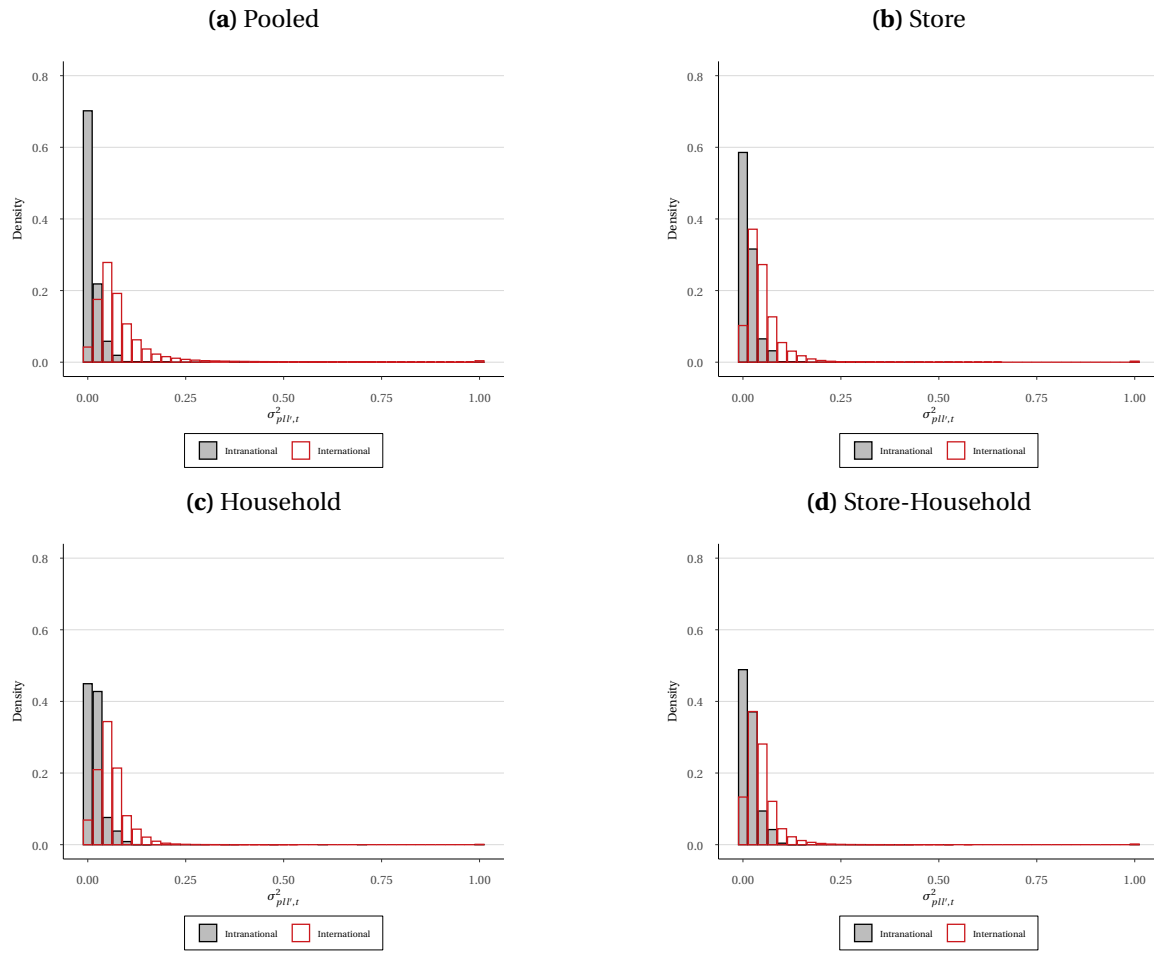 (a) Pooled
0.8
0.6
0.4
0.2
0.0
Density
0.00 0.25 0.50 0.75 1.00
σ²pll′,t
Intranational International
(b) Store
0.8
0.6
0.4
0.2
0.0
Density
0.00 0.25 0.50 0.75 1.00
σ²pll′,t
Intranational International
(c) Household
0.8
0.6
0.4
0.2
0.0
Density
0.00 0.25 0.50 0.75 1.00
σ²pll′,t
Intranational International
(d) Store-Household
0.8
0.6
0.4
0.2
0.0
Density
0.00 0.25 0.50 0.75 1.00
σ²pll′,t
Intranational International